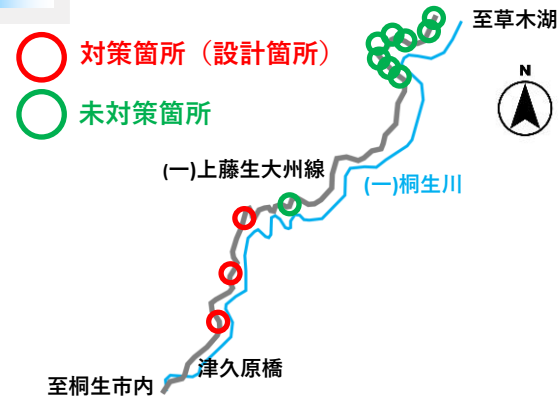 至草木湖
対策箇所（設計箇所）
N
未対策箇所
(一)上藤生大州線
(一)桐生川
津久原橋
至桐生市内